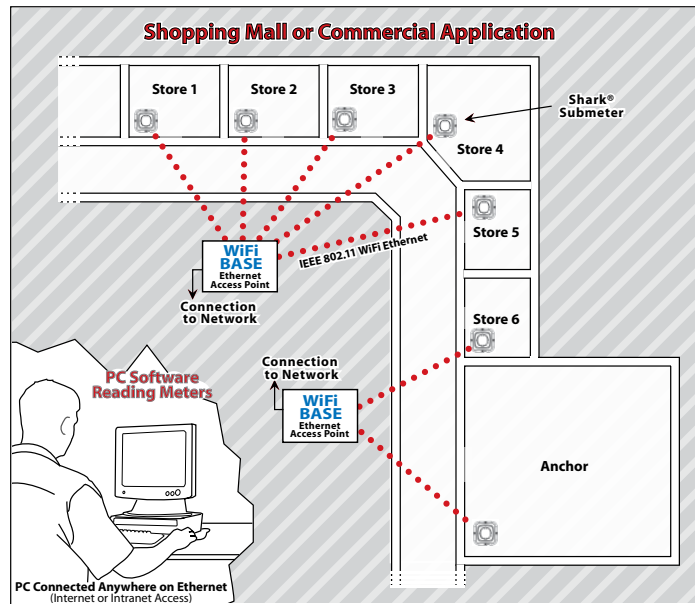 Shopping Mall or Commercial Application
Store 1
Store 2
Store 3
Shark®
Submeter
Store 4
Store 5
IEEE 802.11 WiFi Ethernet
WiFi
BASE
Ethernet
Access Point
Connection
to Network
Store 6
Connection
to Network
WiFi
BASE
Ethernet
Access Point
PC Software
Reading Meters
Anchor
PC Connected Anywhere on Ethernet
(Internet or Intranet Access)